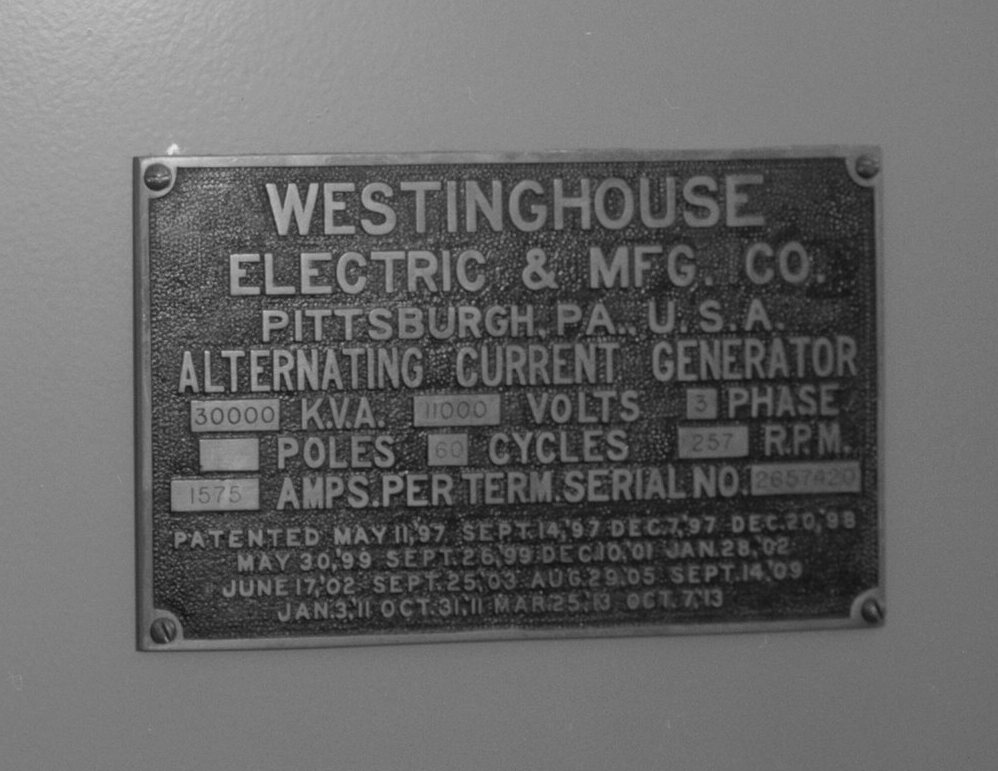 WESTINGHOUSE
ELECTRIC & MFG. CO.
PITTSBURGH, PA., U.S.A.
ALTERNATING CURRENT GENERATOR
30000 K.V.A. 11000 VOLTS 3 PHASE
POLES 60 CYCLES 257 R.P.M.
1575 AMPS. PER TERM. SERIAL NO. 2657420
PATENTED MAY 11,'97 SEPT. 14,'97 DEC. 7,'97 DEC. 20,'98
MAY 30,'99 SEPT. 26,'99 DEC. 10,'01 JAN. 28,'02
JUNE 17,'02 SEPT. 25,'03 AUG. 29,'05 SEPT. 14,'09
JAN. 3,'11 OCT. 31,'11 MAR. 25,'13 OCT. 7,'13